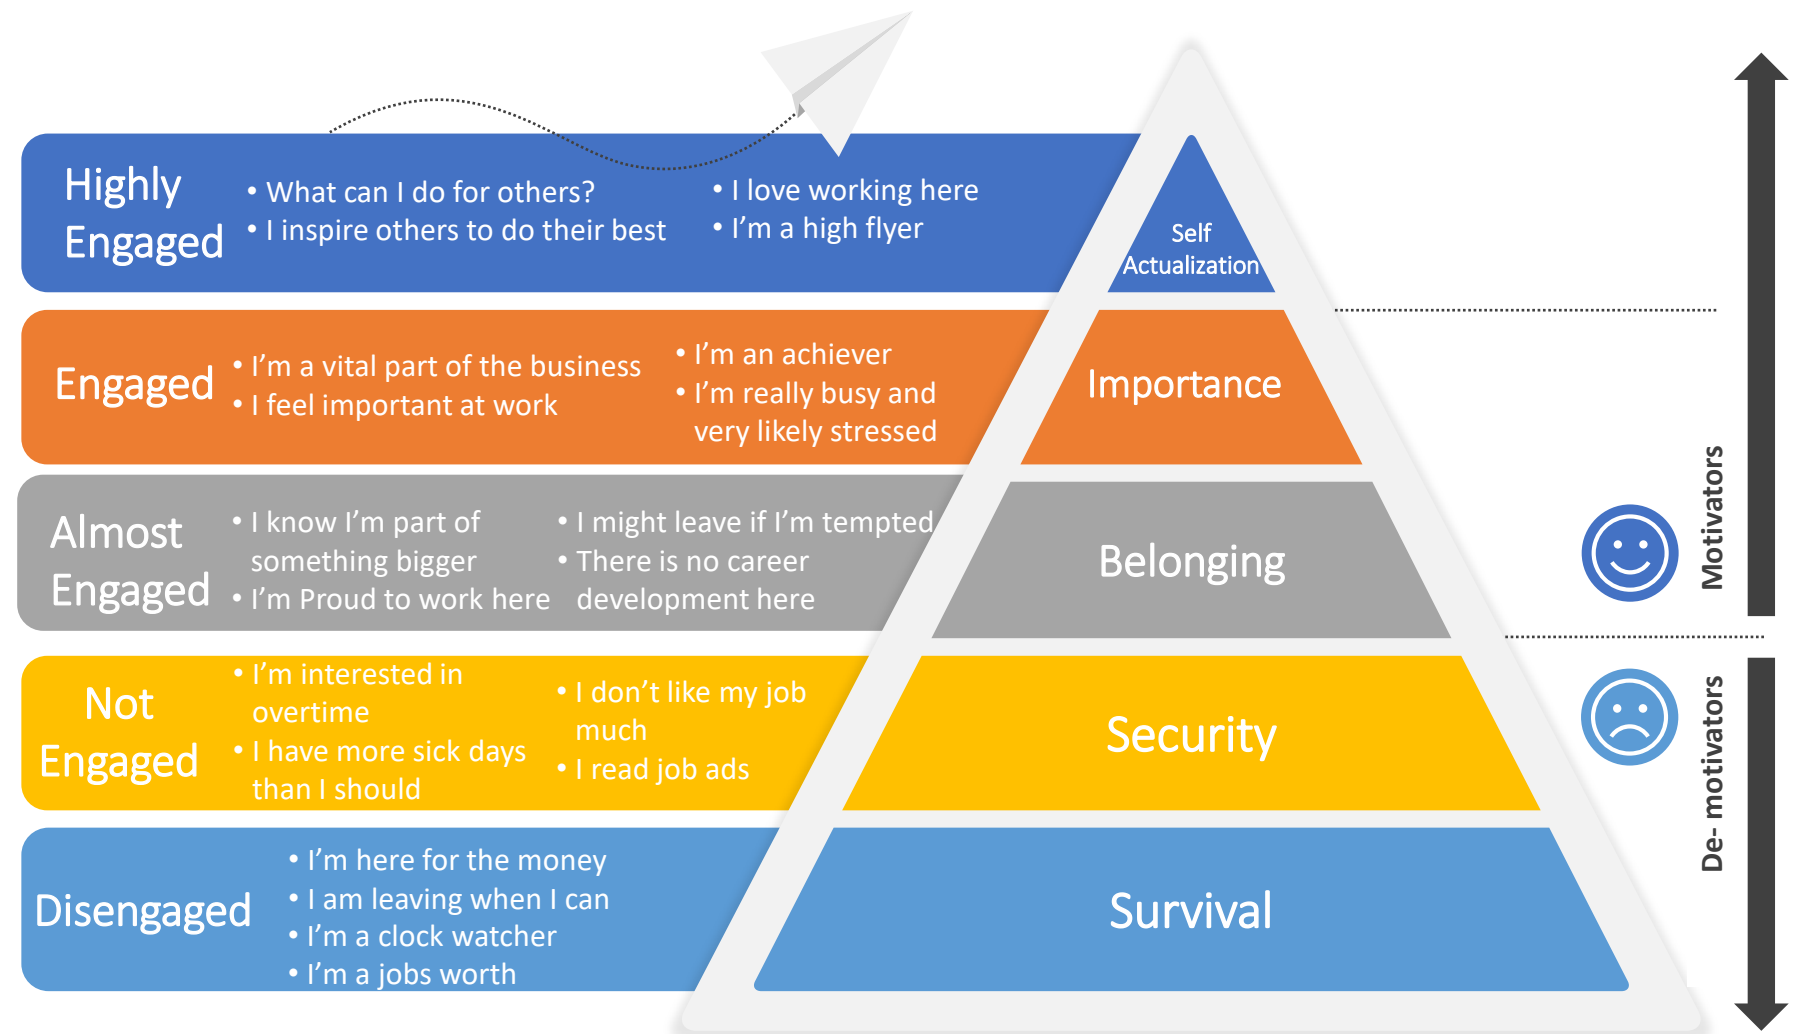 Highly
Engaged
• What can I do for others?
• I inspire others to do their best
• I love working here
• I'm a high flyer
Self
Actualization
Engaged
• I'm a vital part of the business
• I feel important at work
• I'm an achiever
• I'm really busy and
very likely stressed
Importance
Almost
Engaged
• I know I'm part of
something bigger
• I'm Proud to work here
• I might leave if I'm tempted
• There is no career
development here
Belonging
Motivators
Not
Engaged
• I'm interested in
overtime
• I have more sick days
than I should
• I don't like my job
much
• I read job ads
Security
De- motivators
Disengaged
• I'm here for the money
• I am leaving when I can
• I'm a clock watcher
• I'm a jobs worth
Survival